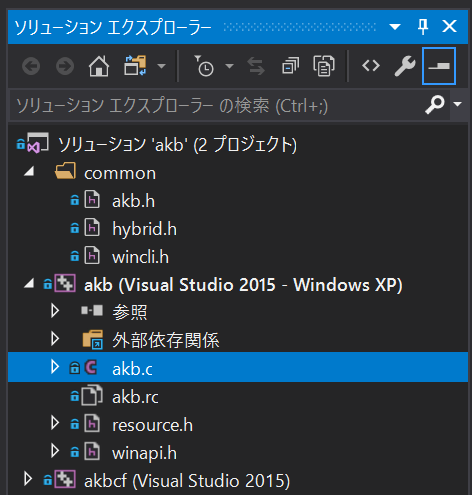 ソリューション エクスプローラー
ソリューション エクスプローラー の検索 (Ctrl+;)
ソリューション 'akb' (2 プロジェクト)
common
akb.h
hybrid.h
wincli.h
akb (Visual Studio 2015 - Windows XP)
参照
外部依存関係
akb.c
akb.rc
resource.h
winapi.h
akbcf (Visual Studio 2015)